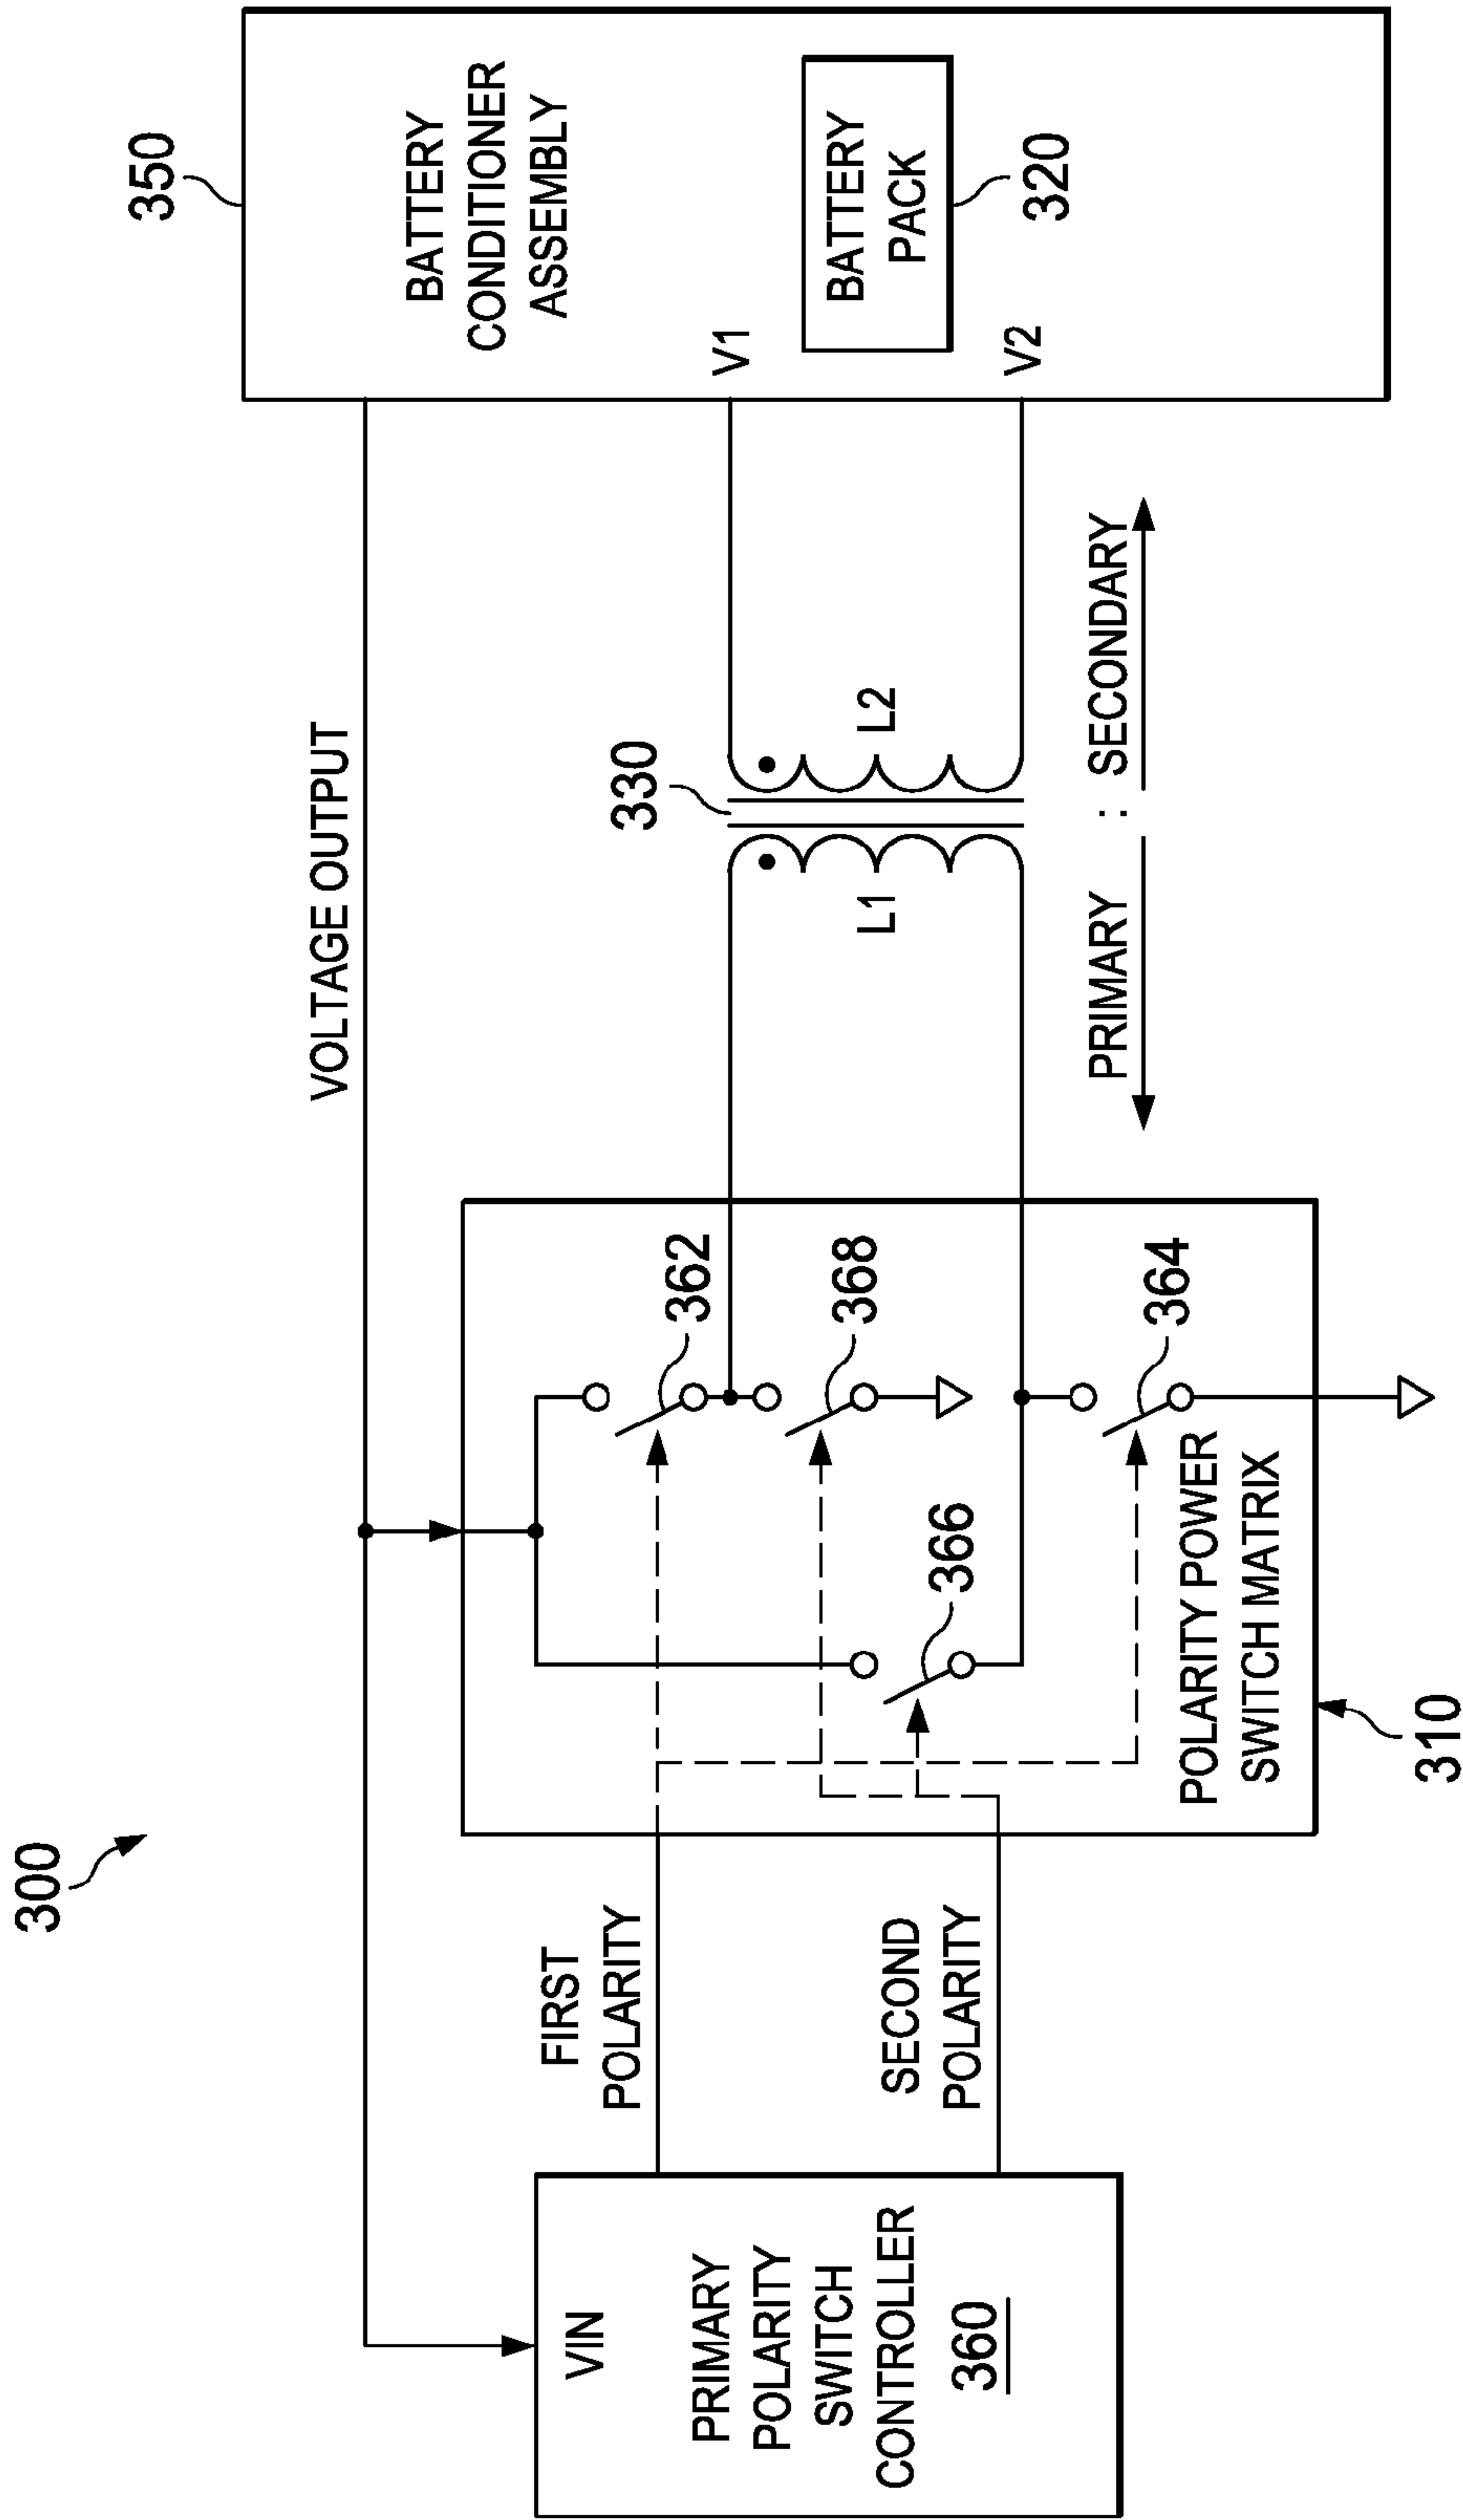 300
350
VOLTAGE OUTPUT
BATTERY
CONDITIONER
ASSEMBLY
VIN
PRIMARY
POLARITY
SWITCH
CONTROLLER
360
FIRST
POLARITY
SECOND
POLARITY
362
368
366
364
POLARITY POWER
SWITCH MATRIX
310
330
L1
L2
PRIMARY : SECONDARY
V1
BATTERY
PACK
V2
320